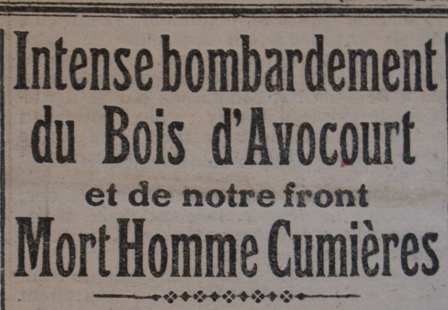 Intense bombardement
du Bois d'Avocourt
et de notre front
Mort Homme Cumières